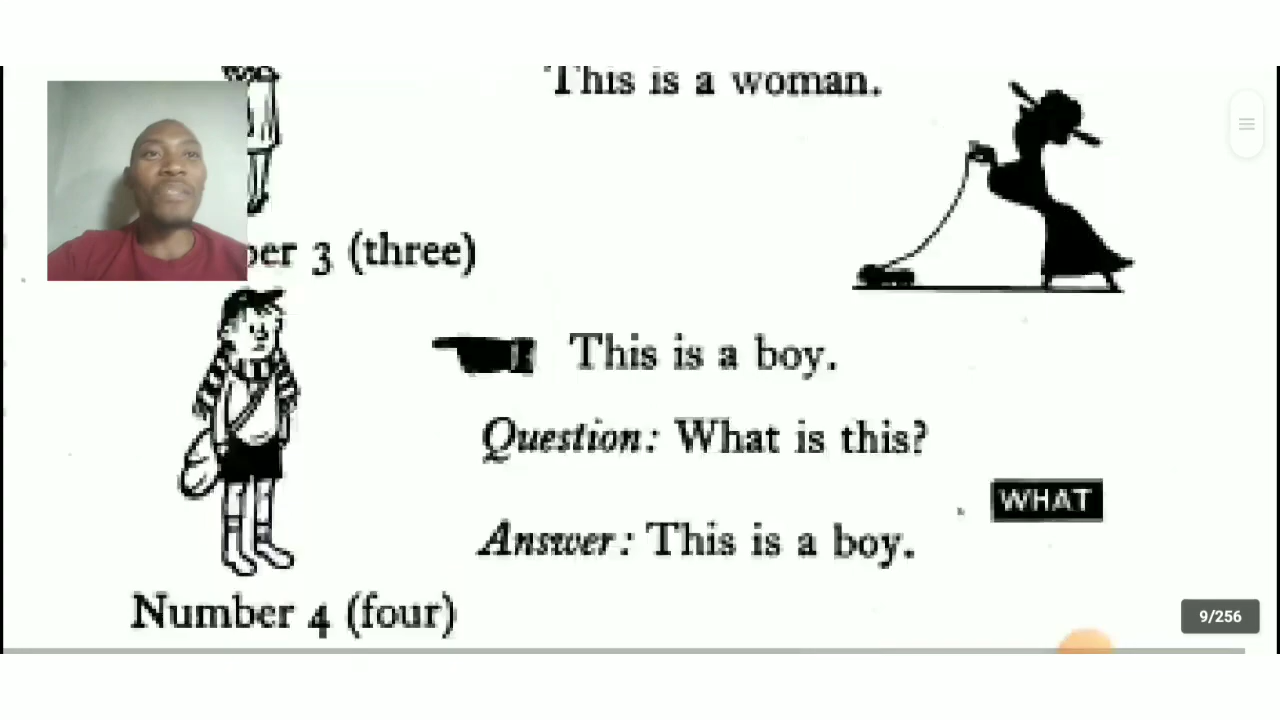 This is a woman.
3 (three)
This is a boy.
Question: What is this?
WHAT
Answer: This is a boy.
Number 4 (four)
9/256